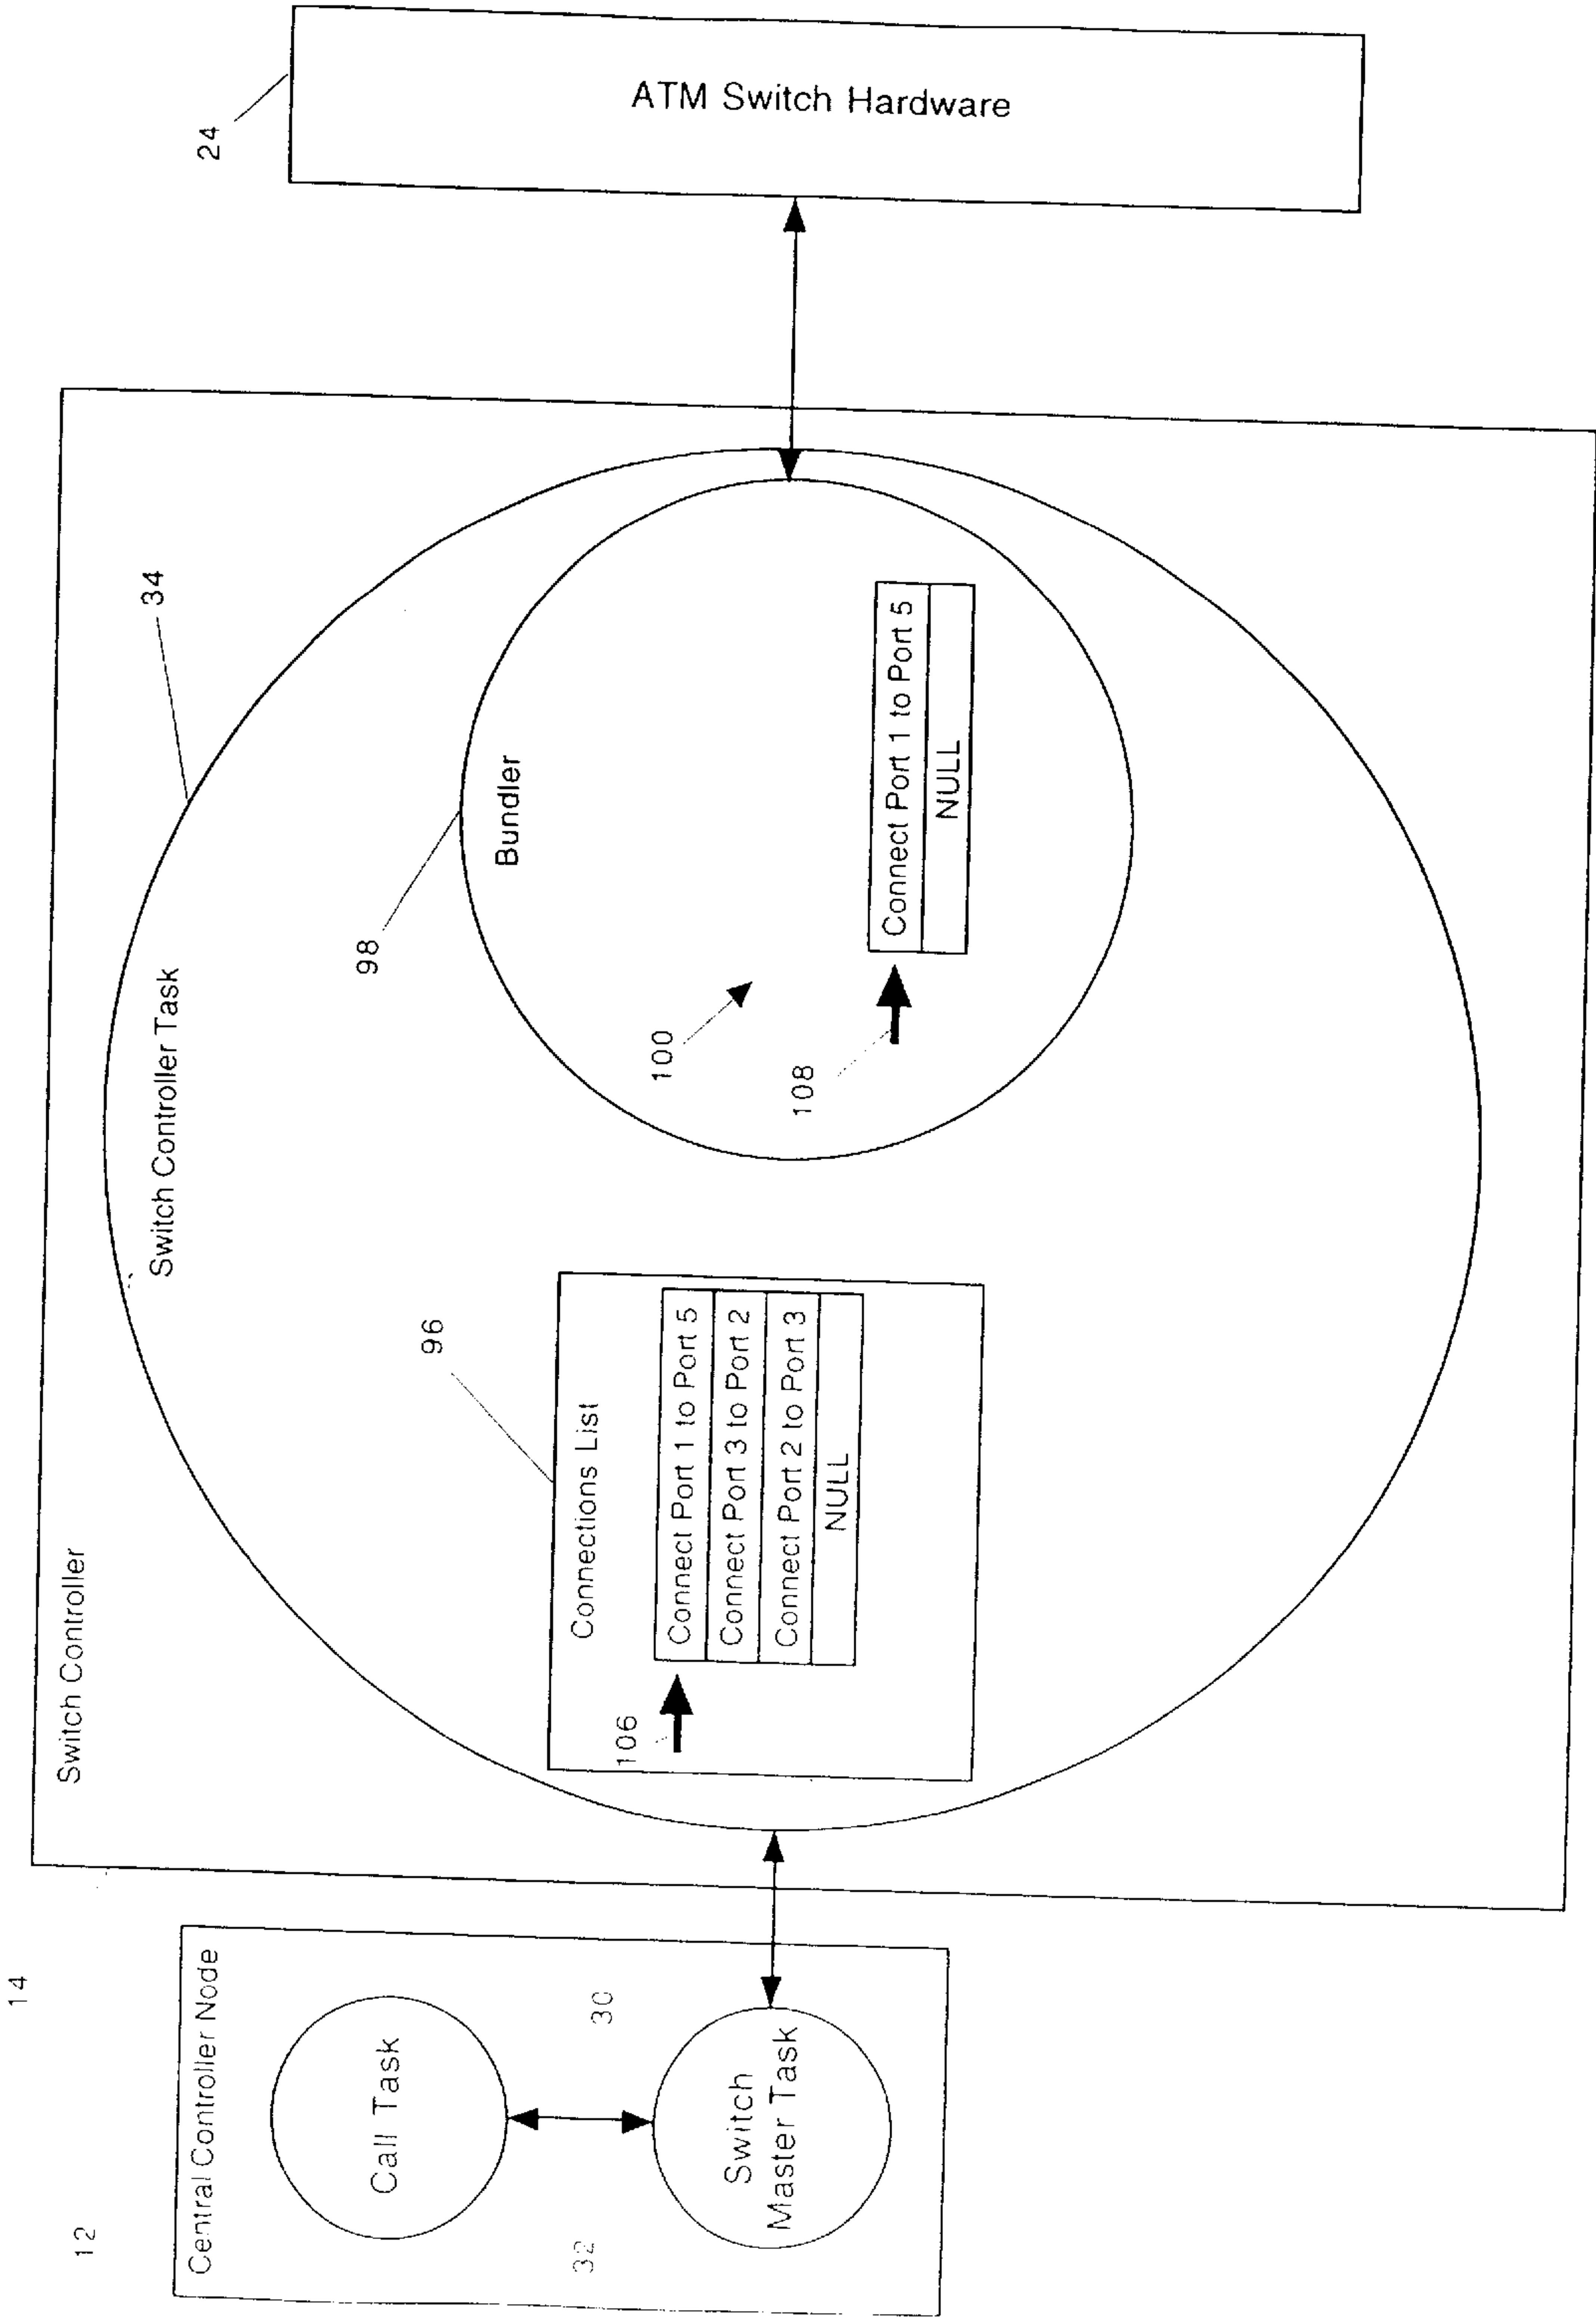 12
14
Central Controller Node
Call Task
32
30
Switch
Master Task
Switch Controller
Switch Controller Task
34
96
Connections List
106
Connect Port 1 to Port 5
Connect Port 3 to Port 2
Connect Port 2 to Port 3
NULL
98
Bundler
100
108
Connect Port 1 to Port 5
NULL
24
ATM Switch Hardware